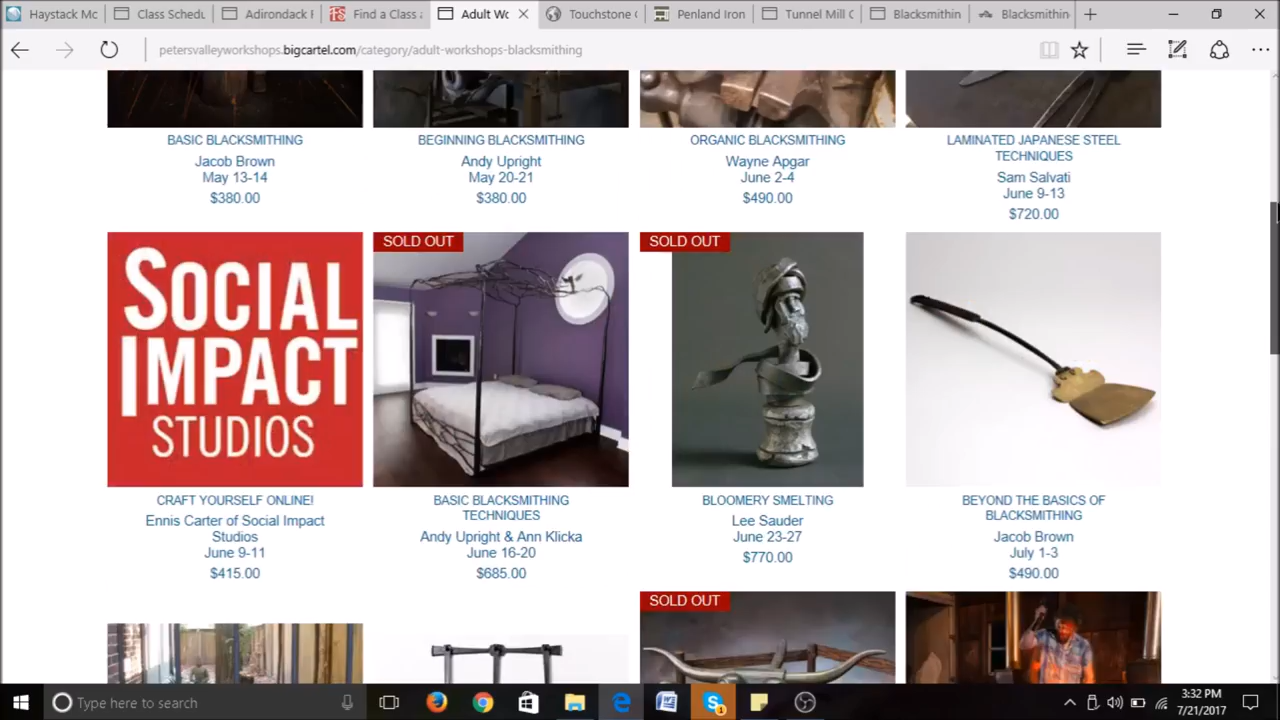 Haystack Mc
Class Schedu
Adirondack F
Find a Class a
Adult Wo
Touchstone C
Penland Iron
Tunnel Mill C
Blacksmithin
Blacksmithin
petersvalleyworkshops.bigcartel.com/category/adult-workshops-blacksmithing
BASIC BLACKSMITHING
Jacob Brown
May 13-14
$380.00
BEGINNING BLACKSMITHING
Andy Upright
May 20-21
$380.00
ORGANIC BLACKSMITHING
Wayne Apgar
June 2-4
$490.00
LAMINATED JAPANESE STEEL
TECHNIQUES
Sam Salvati
June 9-13
$720.00
SOCIAL
IMPACT
STUDIOS
CRAFT YOURSELF ONLINE!
Ennis Carter of Social Impact
Studios
June 9-11
$415.00
SOLD OUT
BASIC BLACKSMITHING
TECHNIQUES
Andy Upright & Ann Klicka
June 16-20
$685.00
SOLD OUT
BLOOMERY SMELTING
Lee Sauder
June 23-27
$770.00
BEYOND THE BASICS OF
BLACKSMITHING
Jacob Brown
July 1-3
$490.00
SOLD OUT
Type here to search
3:32 PM
7/21/2017